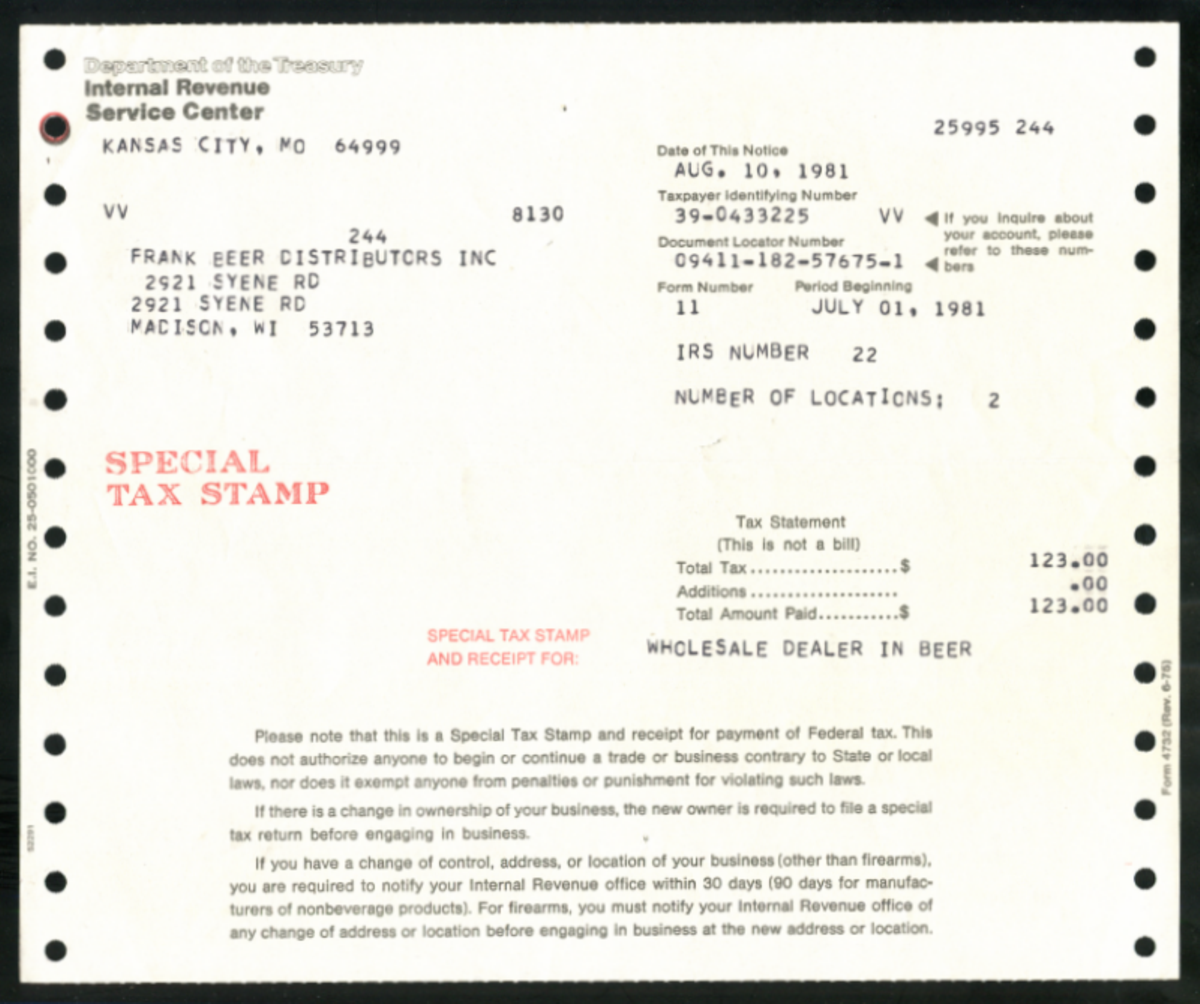 Department of the Treasury
Internal Revenue
Service Center
KANSAS CITY, MO 64999
25995 244
Date of This Notice
AUG. 10, 1981
Taxpayer Identifying Number
39-0433225 VV
If you inquire about
your account, please
refer to these num-
bers
Document Locator Number
09411-182-57675-1
Form Number Period Beginning
11 JULY 01, 1981
IRS NUMBER 22
NUMBER OF LOCATIONS; 2
VV 8130
244
FRANK BEER DISTRIBUTORS INC
2921 SYENE RD
2921 SYENE RD
MADISON, WI 53713
SPECIAL
TAX STAMP
Tax Statement
(This is not a bill)
Total Tax....................$ 123.00
Additions.................... .00
Total Amount Paid...........$ 123.00
SPECIAL TAX STAMP
AND RECEIPT FOR:
WHOLESALE DEALER IN BEER
Please note that this is a Special Tax Stamp and receipt for payment of Federal tax. This
does not authorize anyone to begin or continue a trade or business contrary to State or local
laws, nor does it exempt anyone from penalties or punishment for violating such laws.
If there is a change in ownership of your business, the new owner is required to file a special
tax return before engaging in business.
If you have a change of control, address, or location of your business (other than firearms),
you are required to notify your Internal Revenue office within 30 days (90 days for manufac-
turers of nonbeverage products). For firearms, you must notify your Internal Revenue office of
any change of address or location before engaging in business at the new address or location.
E.I. NO. 25-0501000
Form 4732 (Rev. 6-76)